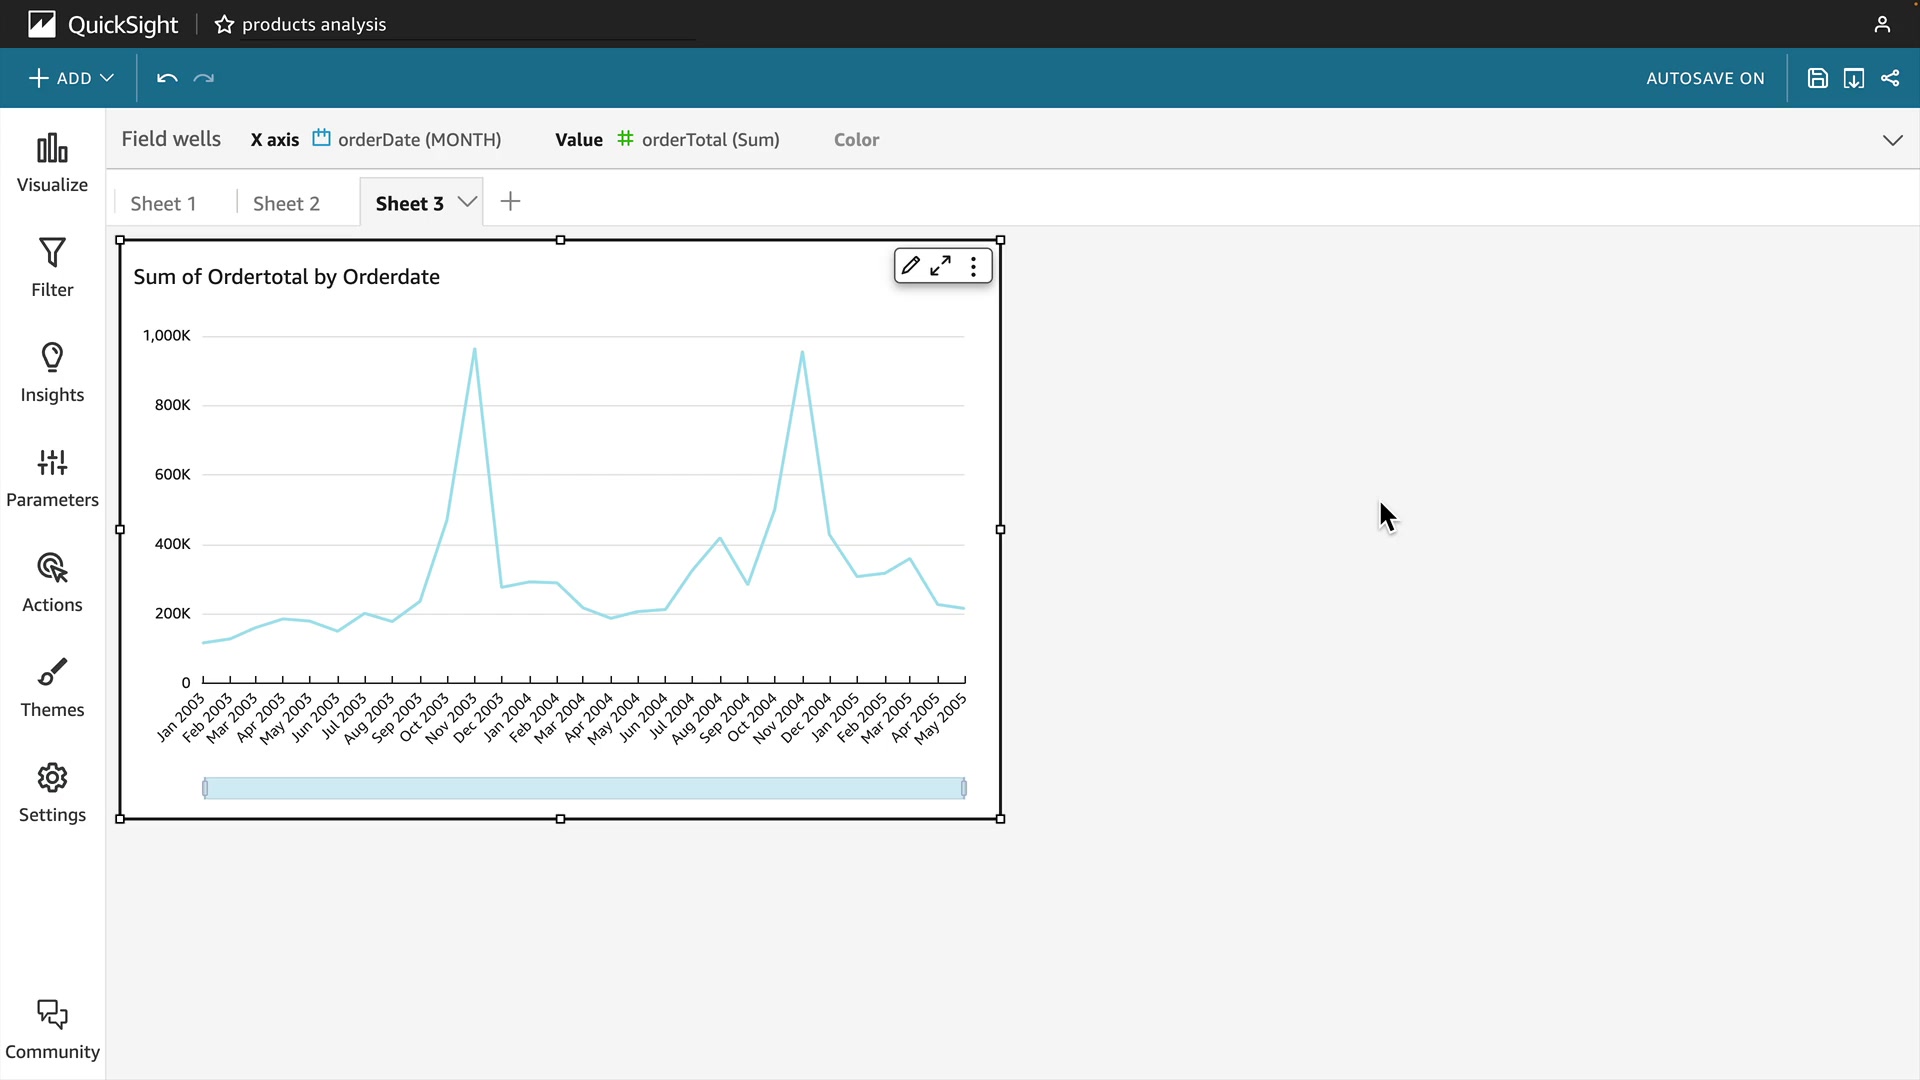 QuickSight products analysis
ADD AUTOSAVE ON
Field wells X axis orderDate (MONTH) Value orderTotal (Sum) Color
Sheet 1 Sheet 2 Sheet 3
Visualize
Filter
Insights
Parameters
Actions
Themes
Settings
Community
Sum of Ordertotal by Orderdate
1,000K
800K
600K
400K
200K
0
Jan 2003 Feb 2003 Mar 2003 Apr 2003 May 2003 Jun 2003 Jul 2003 Aug 2003 Sep 2003 Oct 2003 Nov 2003 Dec 2003 Jan 2004 Feb 2004 Mar 2004 Apr 2004 May 2004 Jun 2004 Jul 2004 Aug 2004 Sep 2004 Oct 2004 Nov 2004 Dec 2004 Jan 2005 Feb 2005 Mar 2005 Apr 2005 May 2005